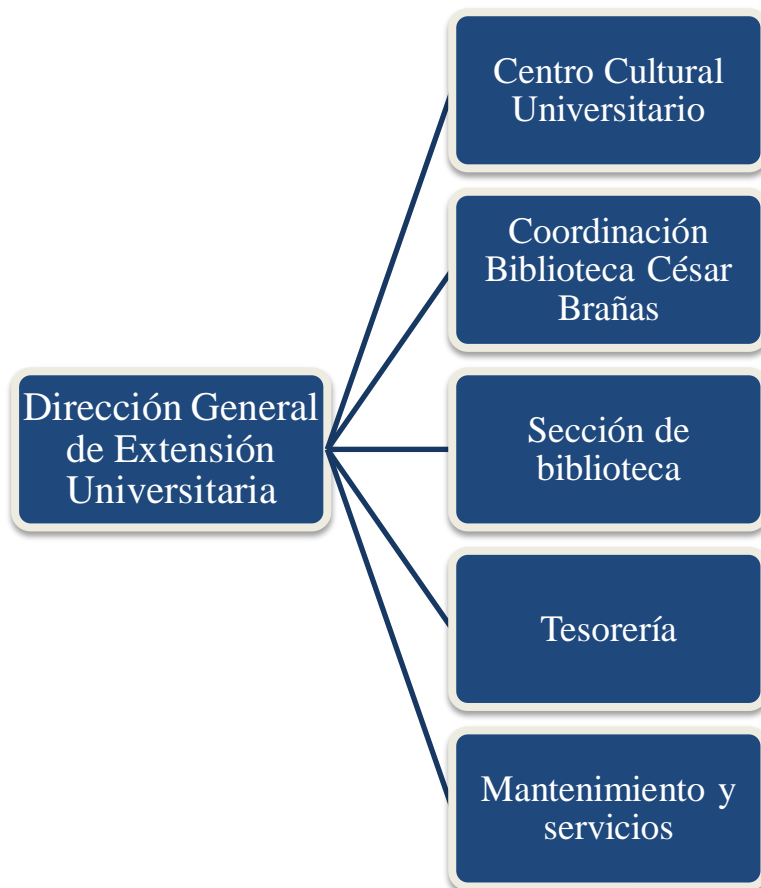 Centro Cultural
Universitario
Coordinación
Biblioteca César
Brañas
Dirección General
de Extensión
Universitaria
Sección de
biblioteca
Tesorería
Mantenimiento y
servicios